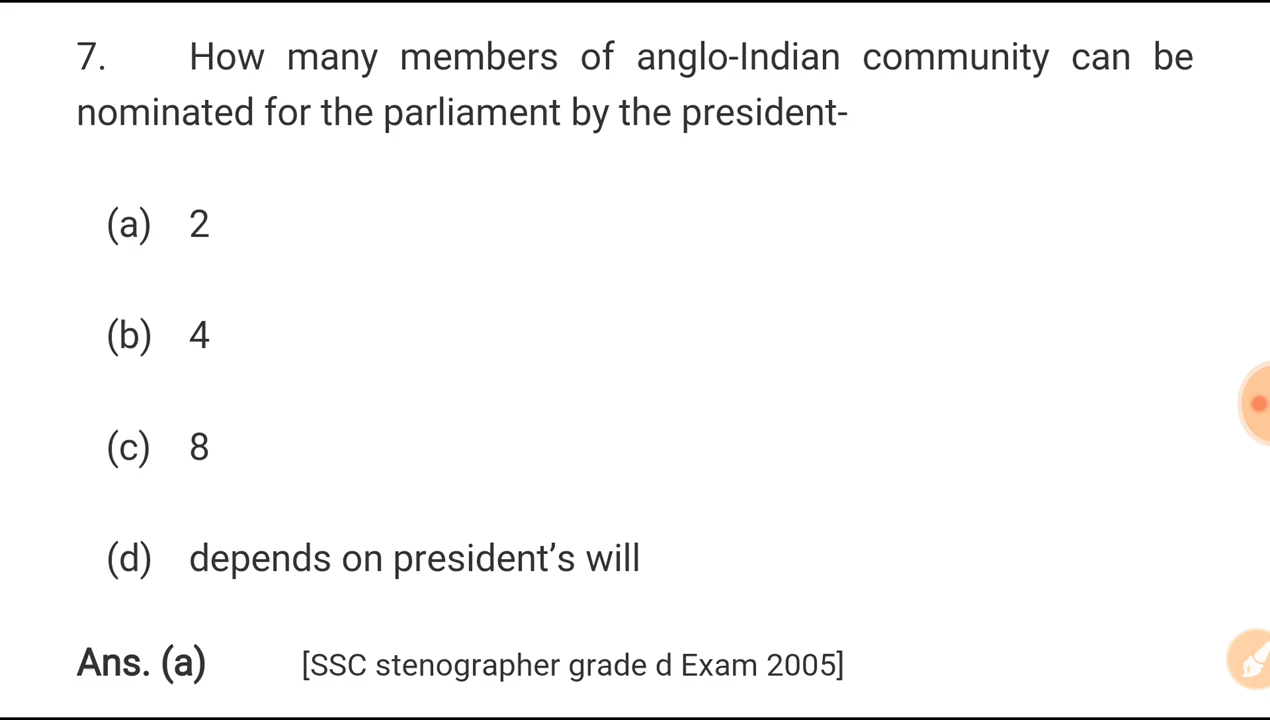 7. How many members of anglo-Indian community can be
nominated for the parliament by the president-
(a) 2
(b) 4
(c) 8
(d) depends on president’s will
Ans. (a) [SSC stenographer grade d Exam 2005]